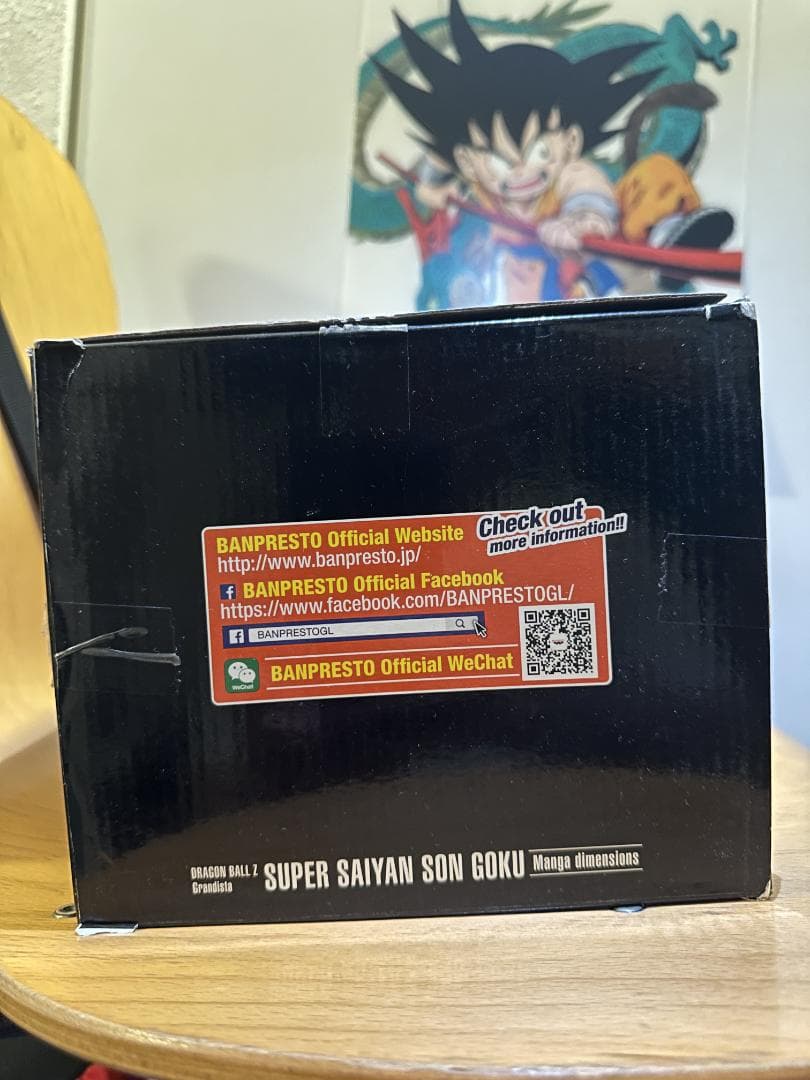 BANPRESTO Official Website
http://www.banpresto.jp/
Check out
more information!!
BANPRESTO Official Facebook
https://www.facebook.com/BANPRESTOGL/
BANPRESTOGL
WeChat
BANPRESTO Official WeChat
DRAGON BALL Z
Grandista
SUPER SAIYAN SON GOKU
Manga dimensions